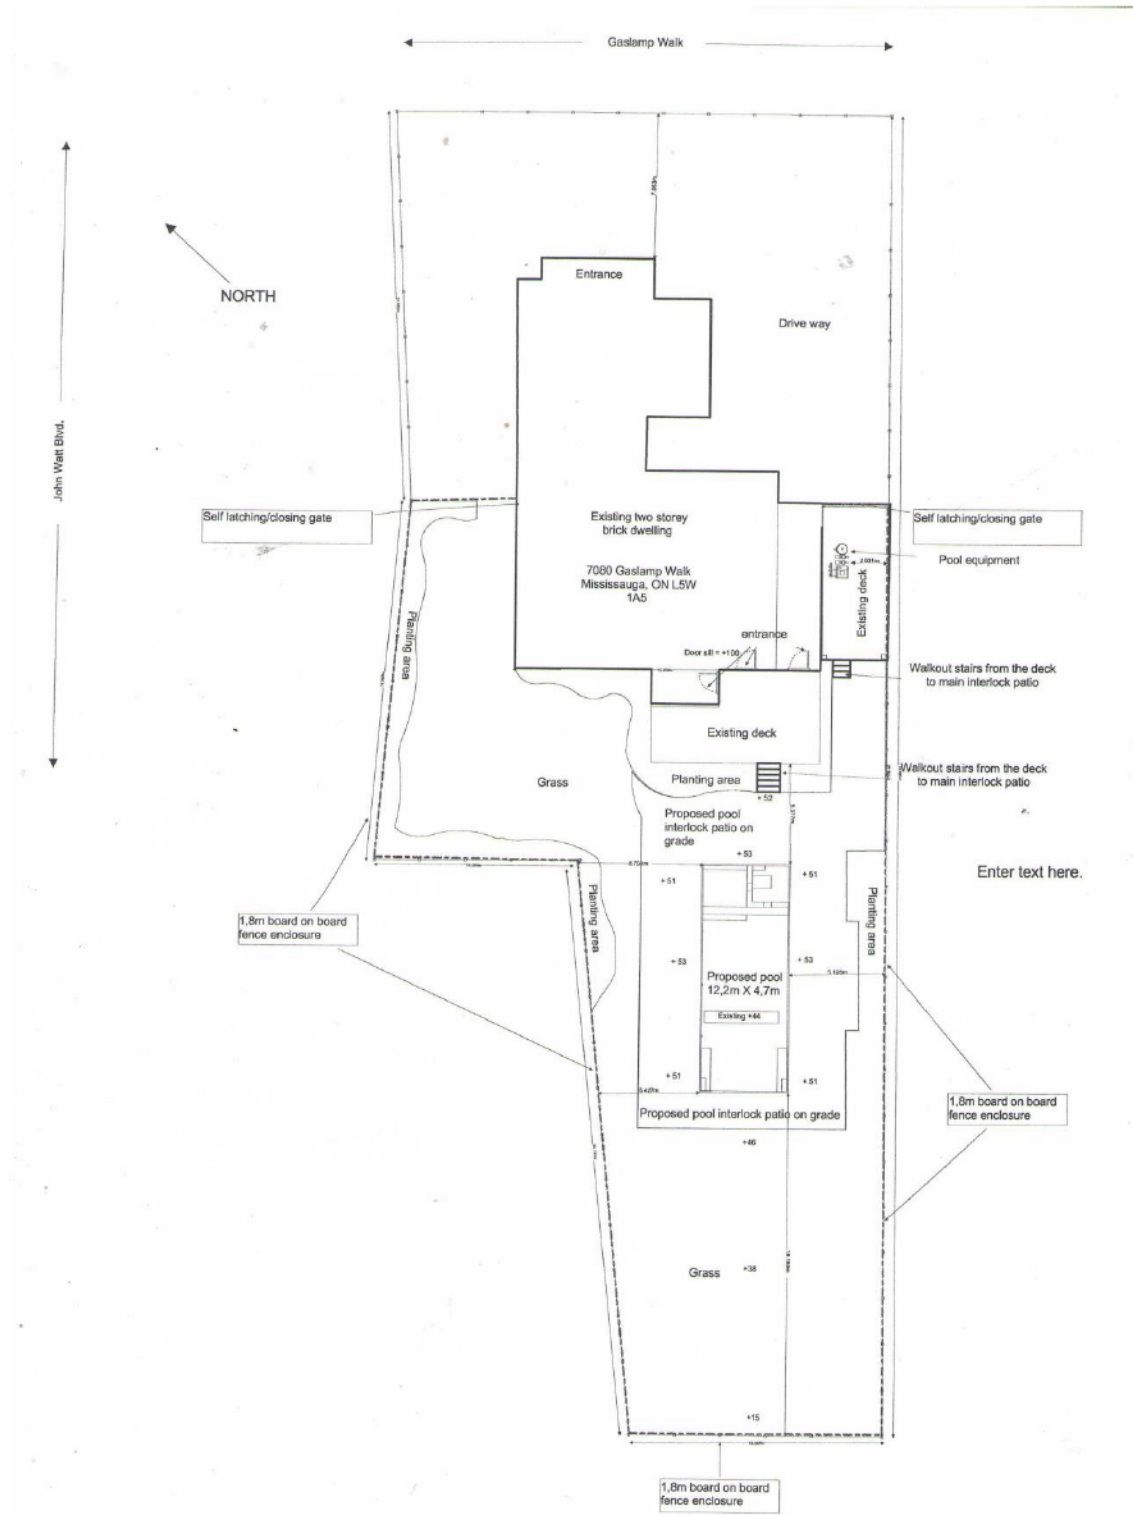 Gaslamp Walk
John Watt Blvd.
NORTH
Entrance
Drive way
Self latching/closing gate
Existing two storey
brick dwelling
7080 Gaslamp Walk
Mississauga, ON L5W
1A5
Self latching/closing gate
Pool equipment
Existing deck
Planting area
entrance
Door sill = +100
Walkout stairs from the deck
to main interlock patio
Existing deck
Grass
Planting area
Walkout stairs from the deck
to main interlock patio
+ 52
Proposed pool
interlock patio on
grade
+ 53
+ 51
+ 51
Enter text here.
Planting area
Planting area
1,8m board on board
fence enclosure
+ 53
+ 53
Proposed pool
12,2m X 4,7m
Existing +44
+ 51
+ 51
Proposed pool interlock patio on grade
1,8m board on board
fence enclosure
+46
Grass
+38
+15
1,8m board on board
fence enclosure